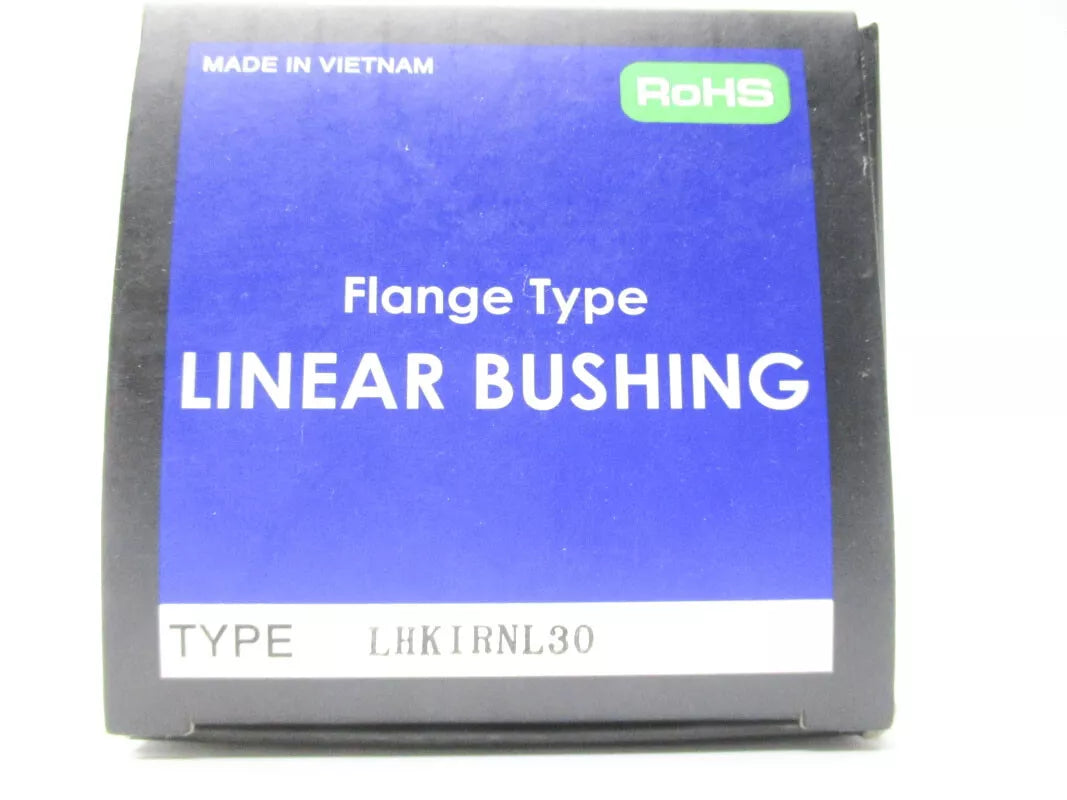 MADE IN VIETNAM
RoHS
Flange Type
LINEAR BUSHING
TYPE LHKIRNL30